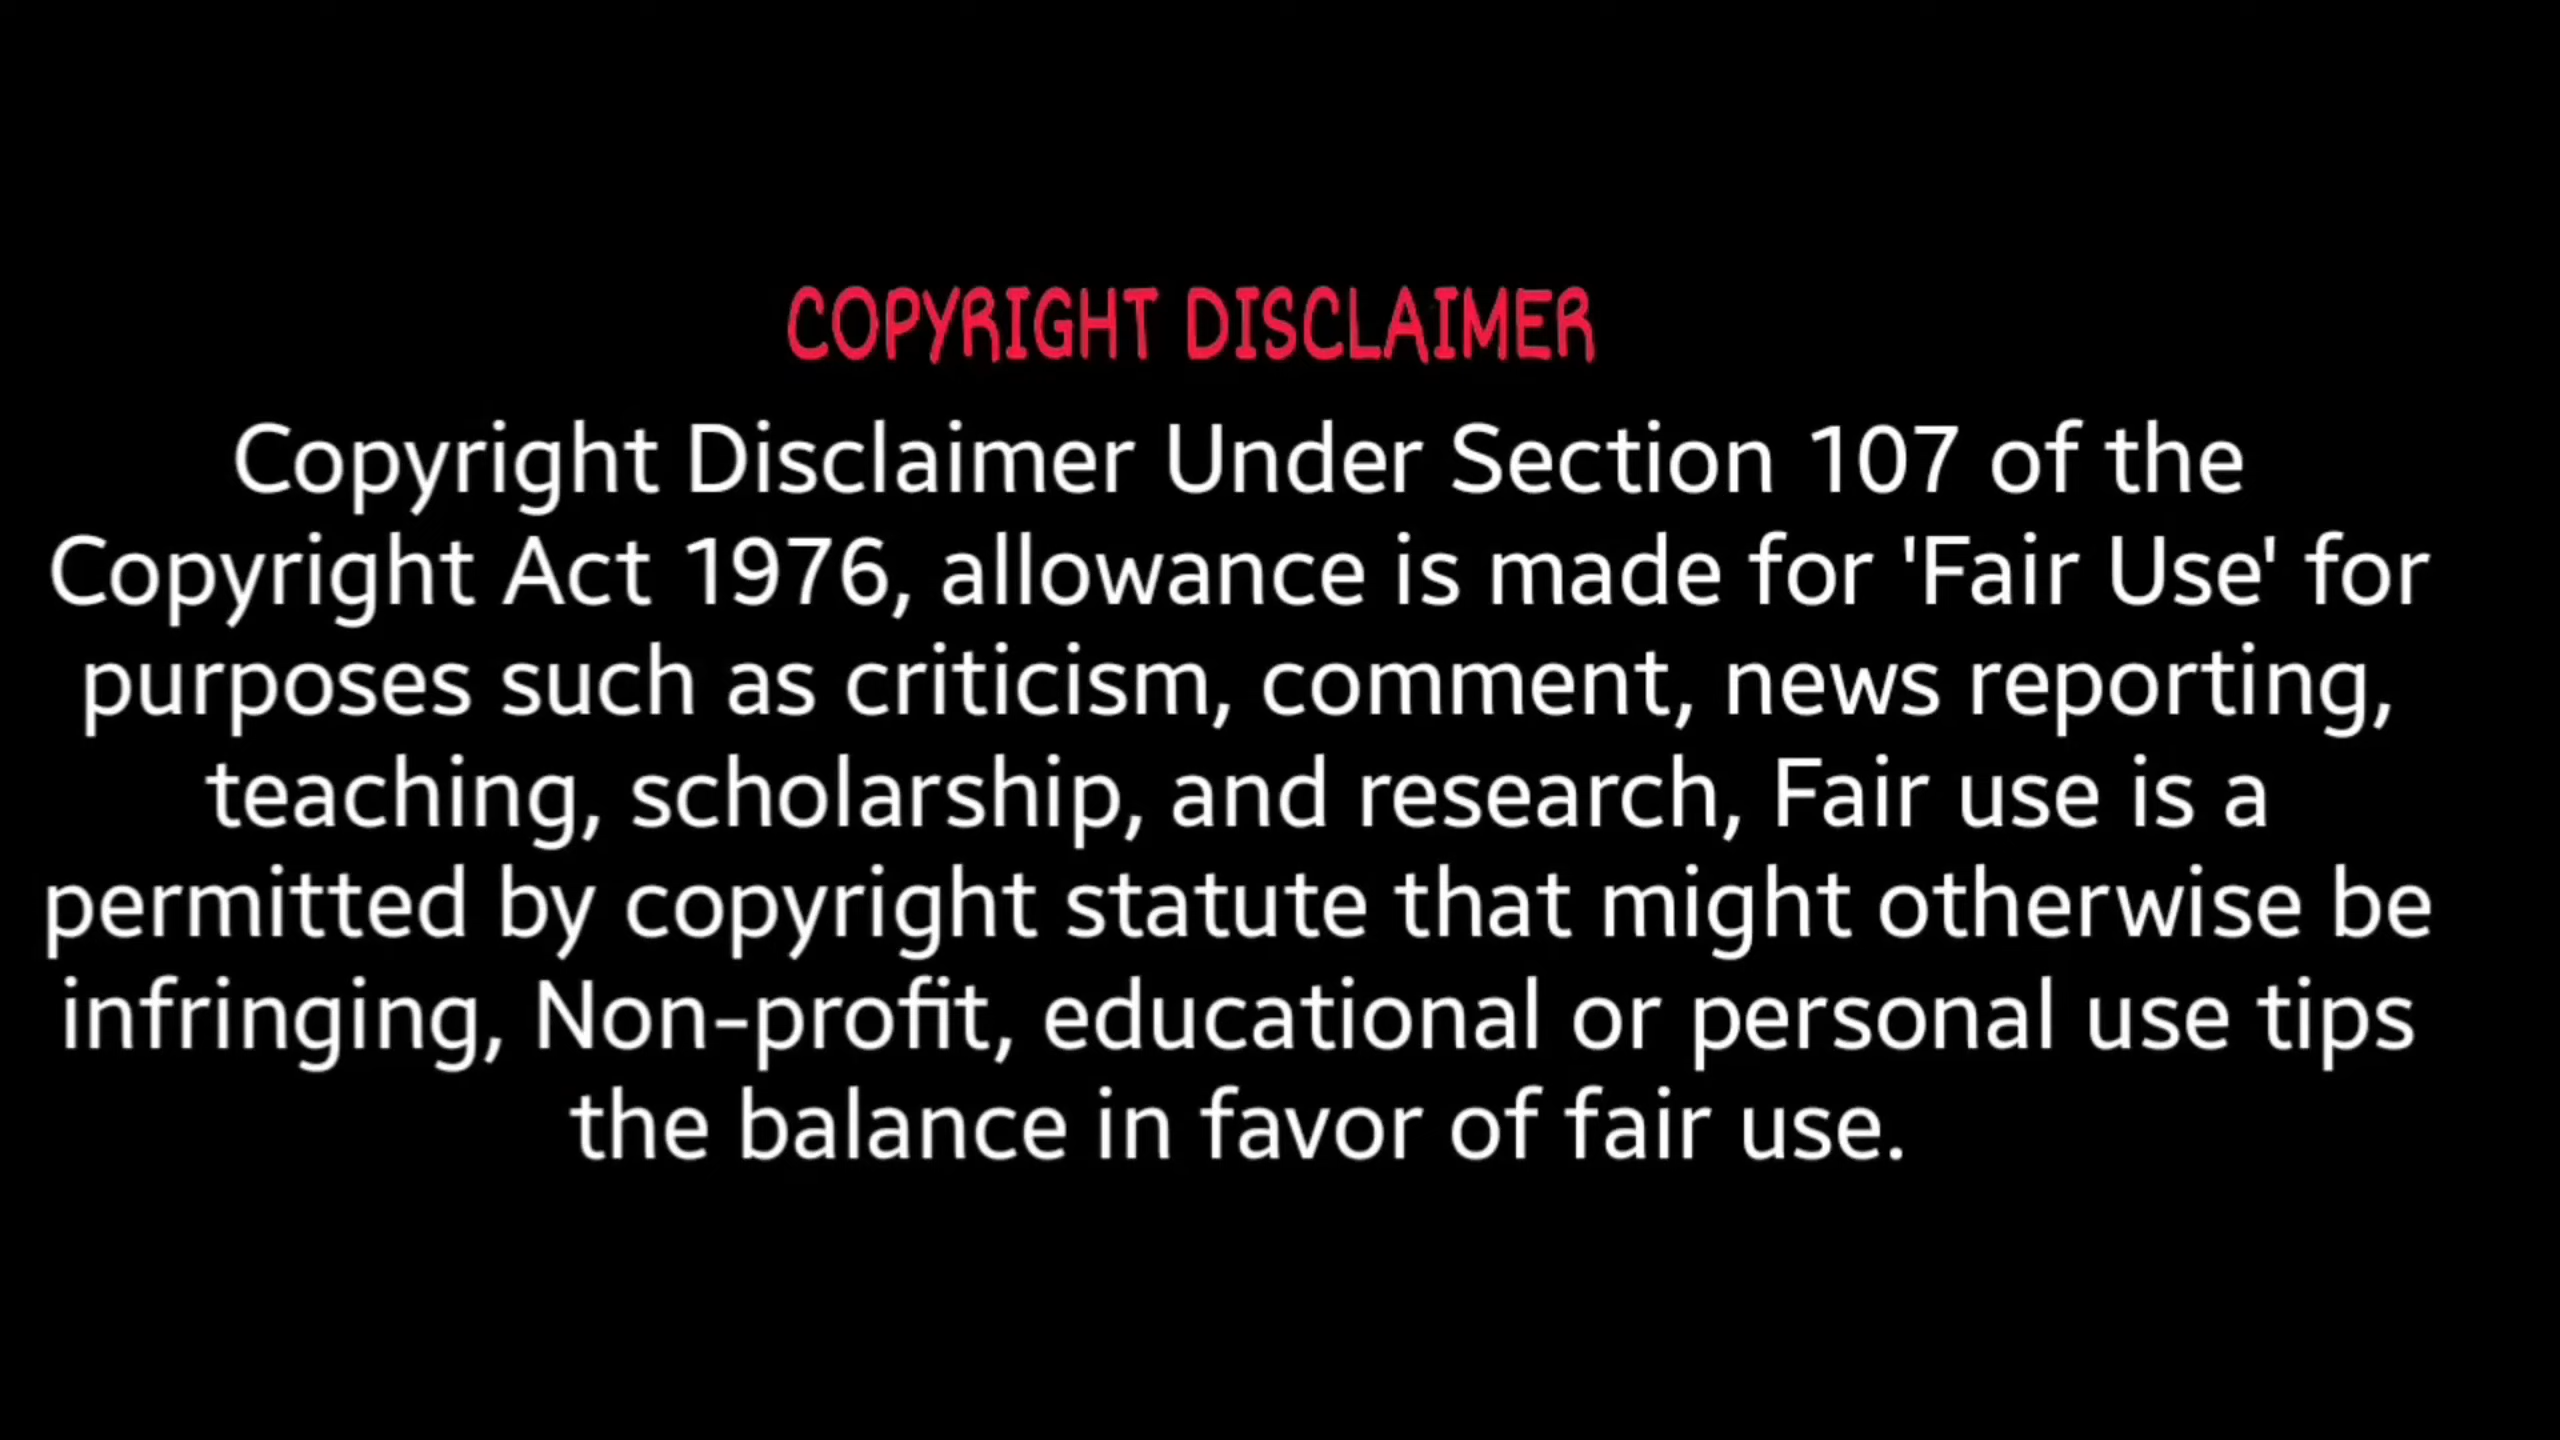 COPYRIGHT DISCLAIMER
Copyright Disclaimer Under Section 107 of the
Copyright Act 1976, allowance is made for 'Fair Use' for
purposes such as criticism, comment, news reporting,
teaching, scholarship, and research, Fair use is a
permitted by copyright statute that might otherwise be
infringing, Non-profit, educational or personal use tips
the balance in favor of fair use.